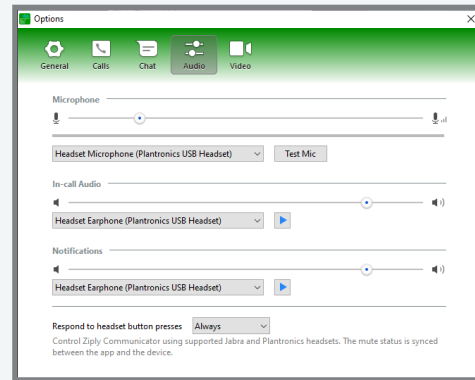 Options
General Calls Chat Audio Video
Microphone
Headset Microphone (Plantronics USB Headset) Test Mic
In-call Audio
Headset Earphone (Plantronics USB Headset)
Notifications
Headset Earphone (Plantronics USB Headset)
Respond to headset button presses Always
Control Ziply Communicator using supported Jabra and Plantronics headsets. The mute status is synced
between the app and the device.